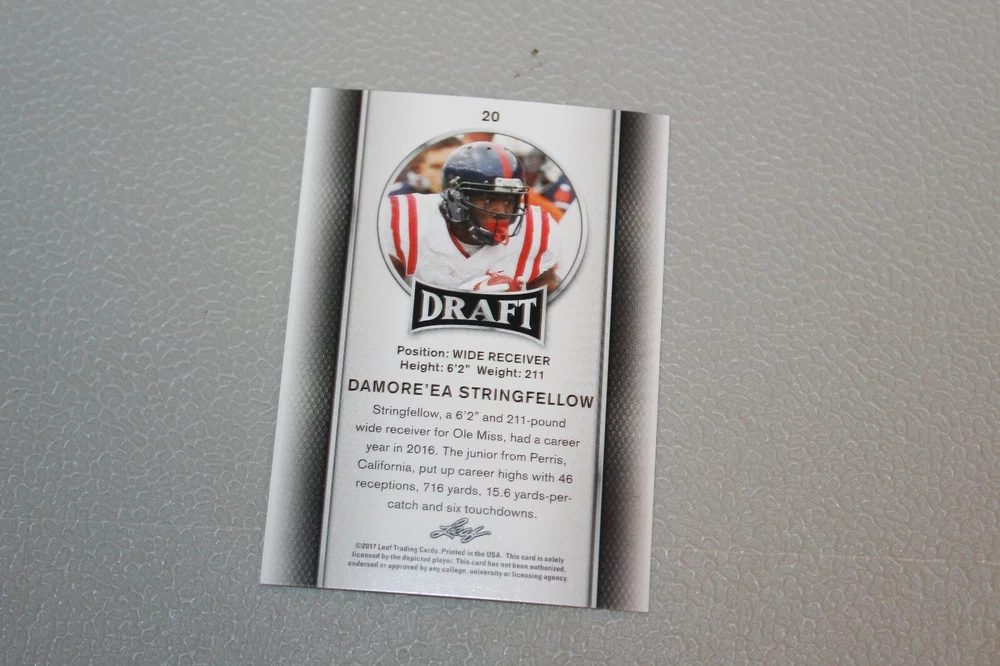 20
DRAFT
Position: WIDE RECEIVER
Height: 6'2" Weight: 211
DAMORE'EA STRINGFELLOW
Stringfellow, a 6'2" and 211-pound
wide receiver for Ole Miss, had a career
year in 2016. The junior from Perris,
California, put up career highs with 46
receptions, 716 yards, 15.6 yards-per-
catch and six touchdowns.
Leaf
©2017 Leaf Trading Cards. Printed in the USA. This card is solely
licensed by the depicted player. This card has not been authorized,
endorsed or approved by any college, university or licensing agency.